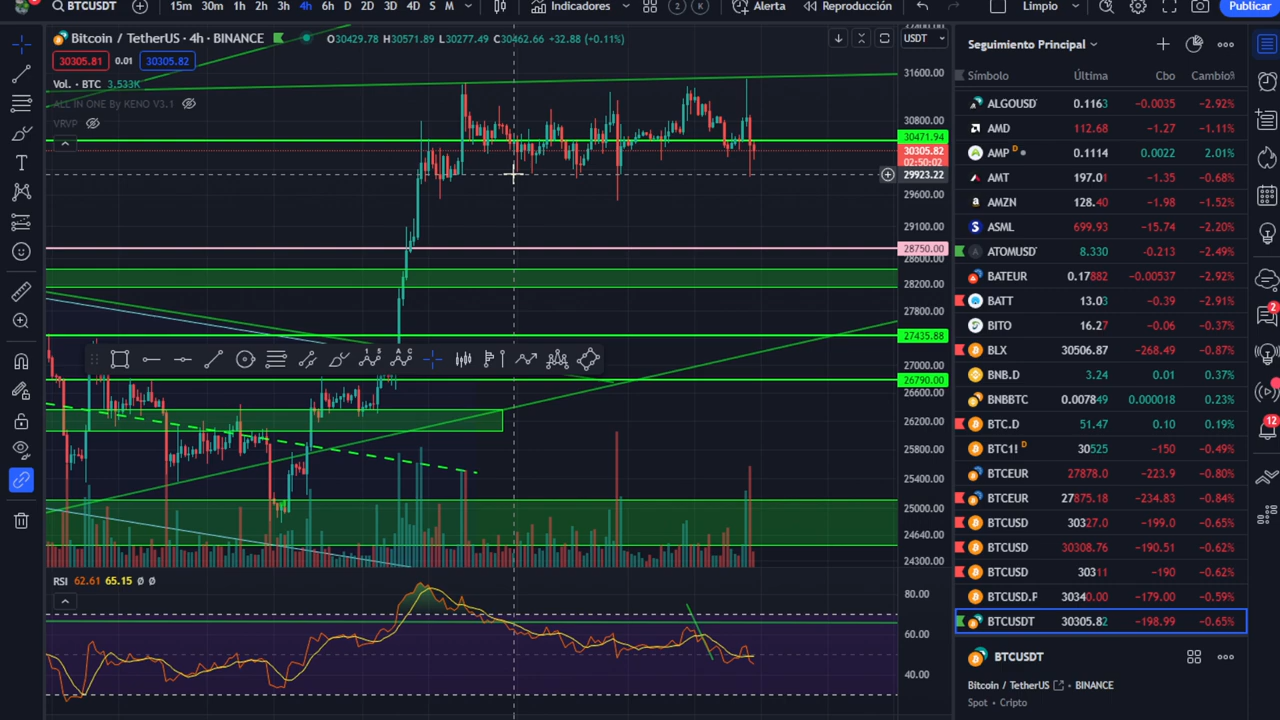 BTCUSDT 15m 30m 1h 2h 3h 4h 6h D 2D 3D 4D S M Indicadores 2 K Alerta Reproducción Limpio Publicar
Bitcoin / TetherUS · 4h · BINANCE O30429.78 H30571.89 L30277.49 C30462.66 +32.88 (+0.11%) USDT
30305.81 0.01 30305.82
Vol. · BTC 3,533K
ALL IN ONE By KENO V3.1
VRVP
31600.00
30800.00
30471.94
30305.82
02:50:02
29923.22
29600.00
29100.00
28750.00
28600.00
28200.00
27800.00
27435.88
27000.00
26790.00
26600.00
26200.00
25800.00
25400.00
25000.00
24640.00
24300.00
RSI 62.61 65.15 Ø Ø
80.00
60.00
40.00
Seguimiento Principal
Símbolo Última Cbo Cambio%
ALGOUSD 0.1163 −0.0035 −2.92%
AMD 112.68 −1.27 −1.11%
AMP D 0.1114 0.0022 2.01%
AMT 197.01 −1.35 −0.68%
AMZN 128.40 −1.98 −1.52%
ASML 699.93 −15.74 −2.20%
ATOMUSD 8.330 −0.213 −2.49%
BATEUR 0.17882 −0.00537 −2.92%
BATT 13.03 −0.39 −2.91%
BITO 16.27 −0.06 −0.37%
BLX 30506.87 −268.49 −0.87%
BNB.D 3.24 0.01 0.37%
BNBBTC 0.007849 0.000018 0.23%
BTC.D 51.47 0.10 0.19%
BTC1! D 30525 −150 −0.49%
BTCEUR 27878.0 −223.9 −0.80%
BTCEUR 27875.18 −234.83 −0.84%
BTCUSD 30327.0 −199.0 −0.65%
BTCUSD 30308.76 −190.51 −0.62%
BTCUSD 30311 −190 −0.62%
BTCUSD.P 30340.00 −179.00 −0.59%
BTCUSDT 30305.82 −198.99 −0.65%
BTCUSDT
Bitcoin / TetherUS BINANCE
Spot • Cripto
2
12